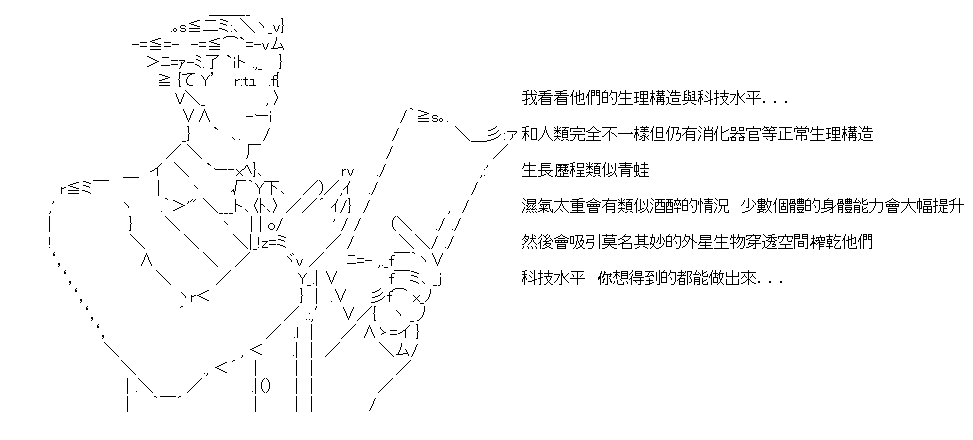 我看看他們的生理構造與科技水平...
和人類完全不一樣但仍有消化器官等正常生理構造
生長歷程類似青蛙
濕氣太重會有類似酒醉的情況　少數個體的身體能力會大幅提升
然後會吸引莫名其妙的外星生物穿透空間榨乾他們
科技水平　你想得到的都能做出來...